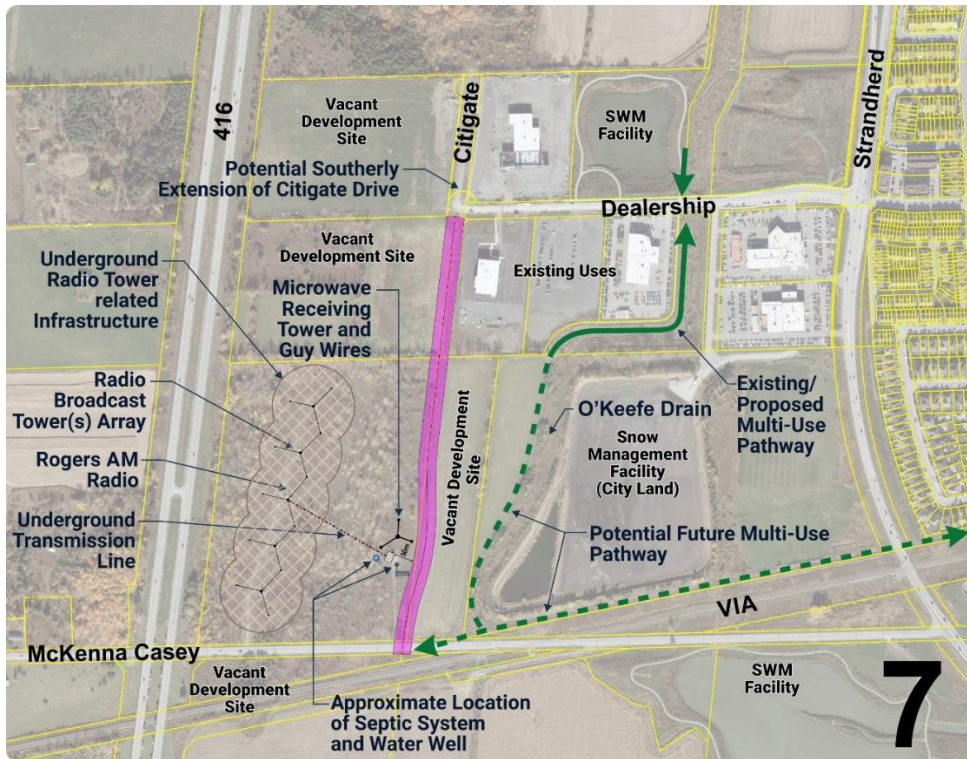 416
Vacant
Development
Site
Citigate
SWM
Facility
Strandherd
Potential Southerly
Extension of Citigate Drive
Dealership
Vacant
Development Site
Existing Uses
Underground
Radio Tower
related
Infrastructure
Microwave
Receiving
Tower and
Guy Wires
Radio
Broadcast
Tower(s) Array
Rogers AM
Radio
Underground
Transmission
Line
30m
Vacant Development
Site
O'Keefe Drain
Snow
Management
Facility
(City Land)
Existing/
Proposed
Multi-Use
Pathway
Potential Future Multi-Use
Pathway
VIA
McKenna Casey
Vacant
Development
Site
Approximate Location
of Septic System
and Water Well
SWM
Facility
7